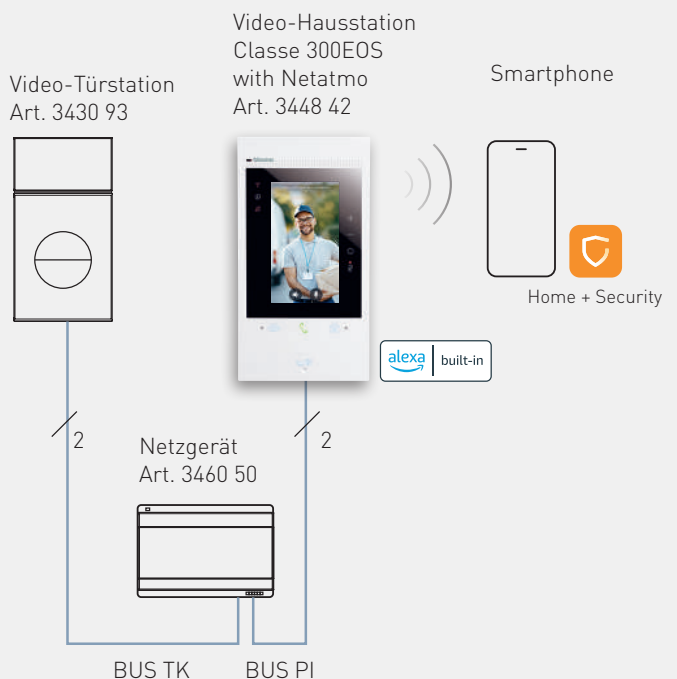 Video-Hausstation
Classe 300EOS
with Netatmo
Art. 3448 42
Video-Türstation
Art. 3430 93
Smartphone
Home + Security
alexa
built-in
2
2
Netzgerät
Art. 3460 50
BUS TK
BUS PI